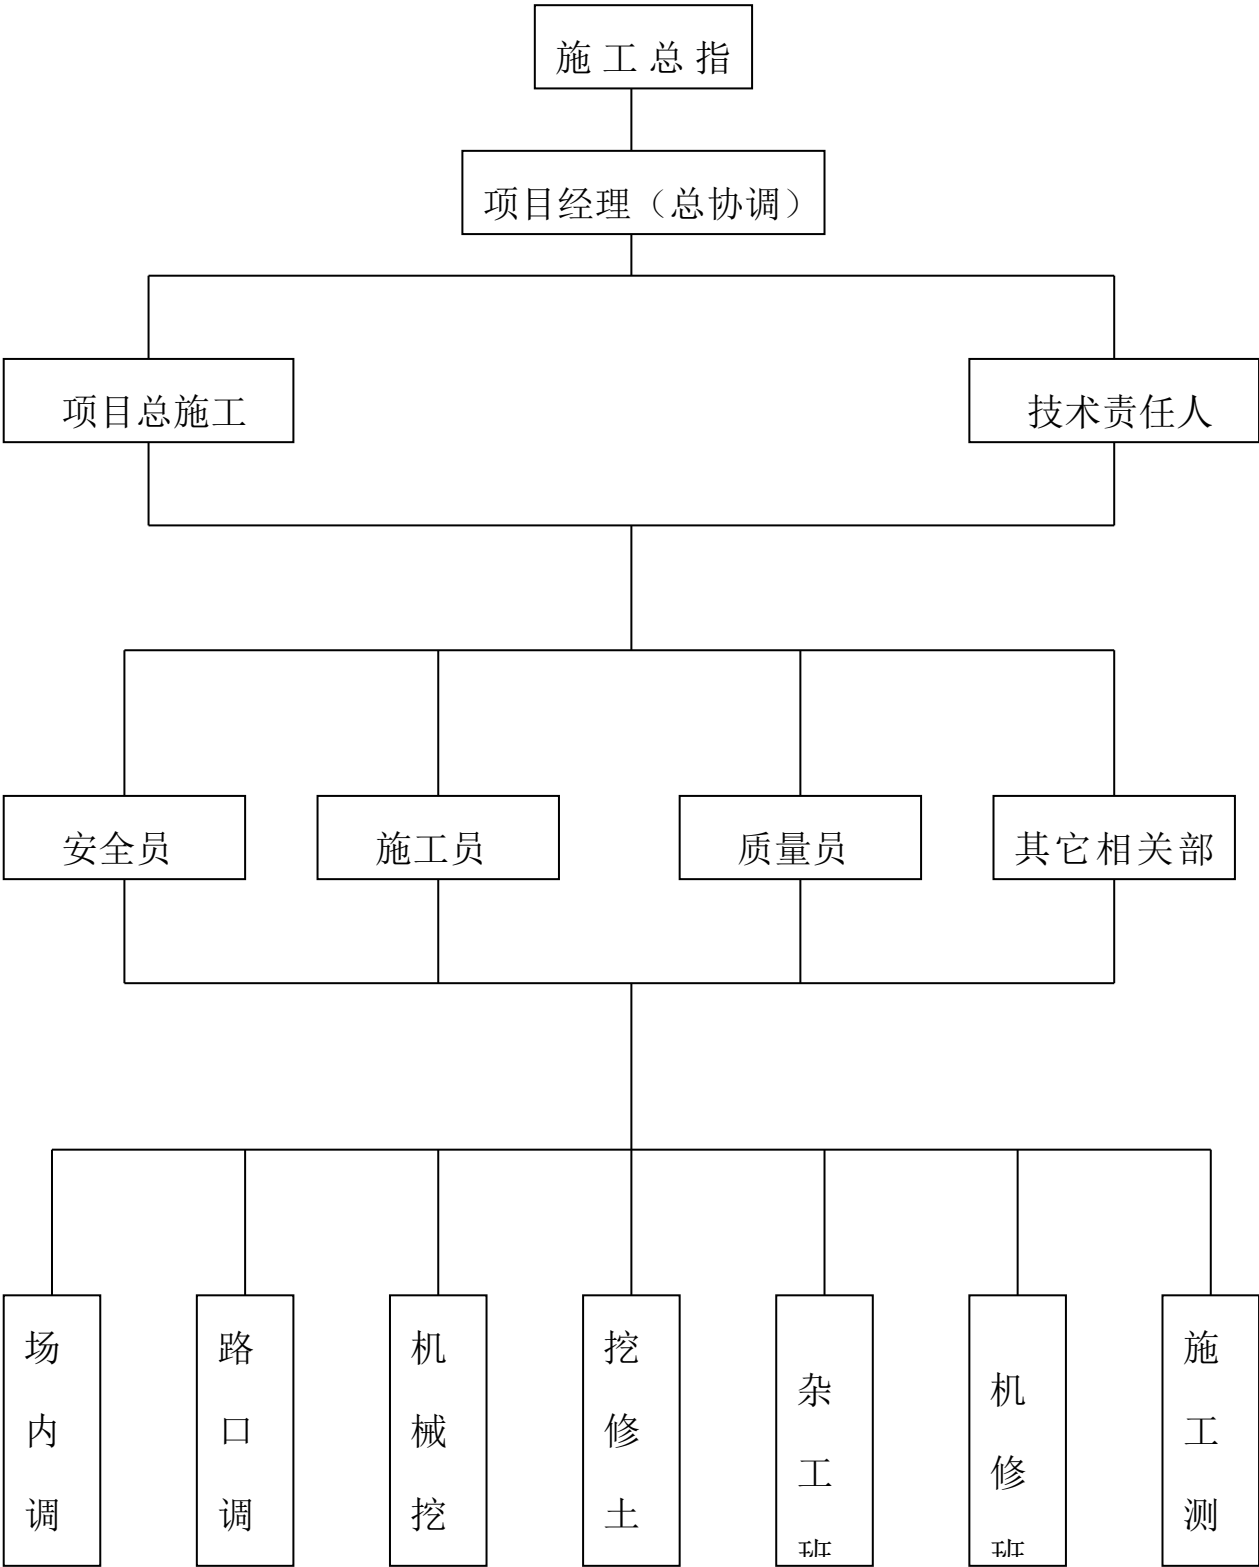 施工总指
项目经理（总协调）
项目总施工
技术责任人
安全员
施工员
质量员
其它相关部
场内调
路口调
机械挖
挖修土
杂工班
机修班
施工测